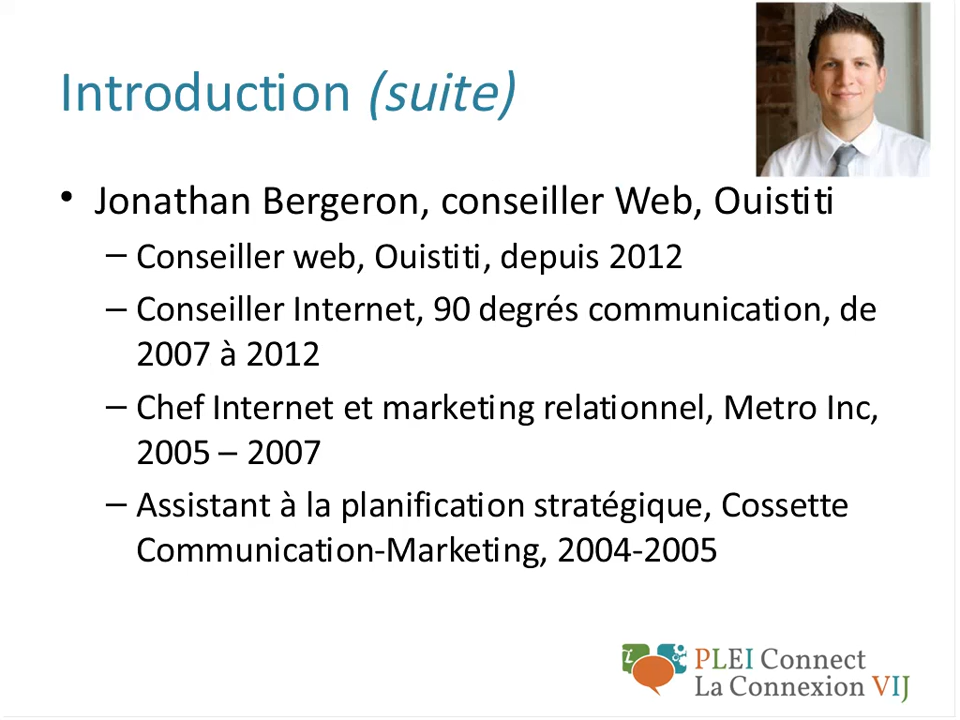 Introduction (suite)
• Jonathan Bergeron, conseiller Web, Ouistiti
– Conseiller web, Ouistiti, depuis 2012
– Conseiller Internet, 90 degrés communication, de
2007 à 2012
– Chef Internet et marketing relationnel, Metro Inc,
2005 – 2007
– Assistant à la planification stratégique, Cossette
Communication-Marketing, 2004-2005
PLEI Connect
La Connexion VIJ